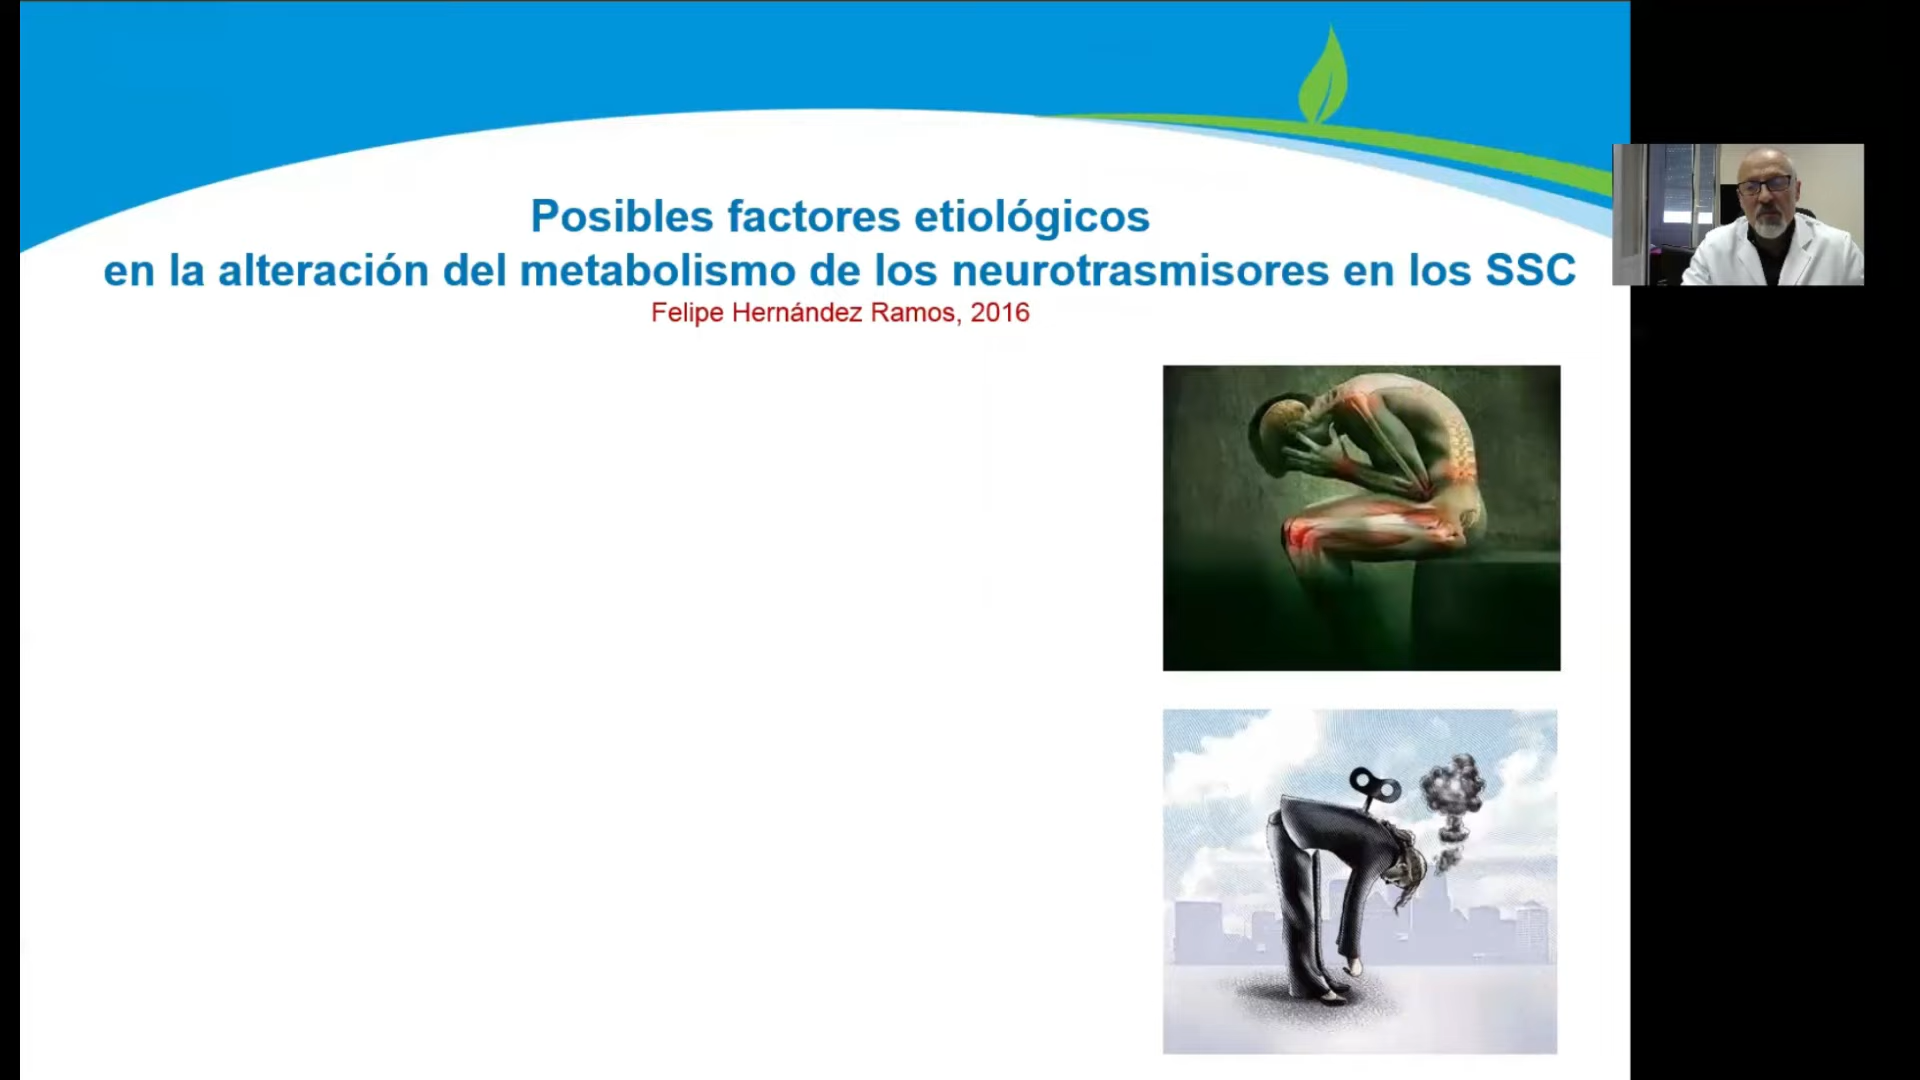 Posibles factores etiológicos
en la alteración del metabolismo de los neurotrasmisores en los SSC
Felipe Hernández Ramos, 2016